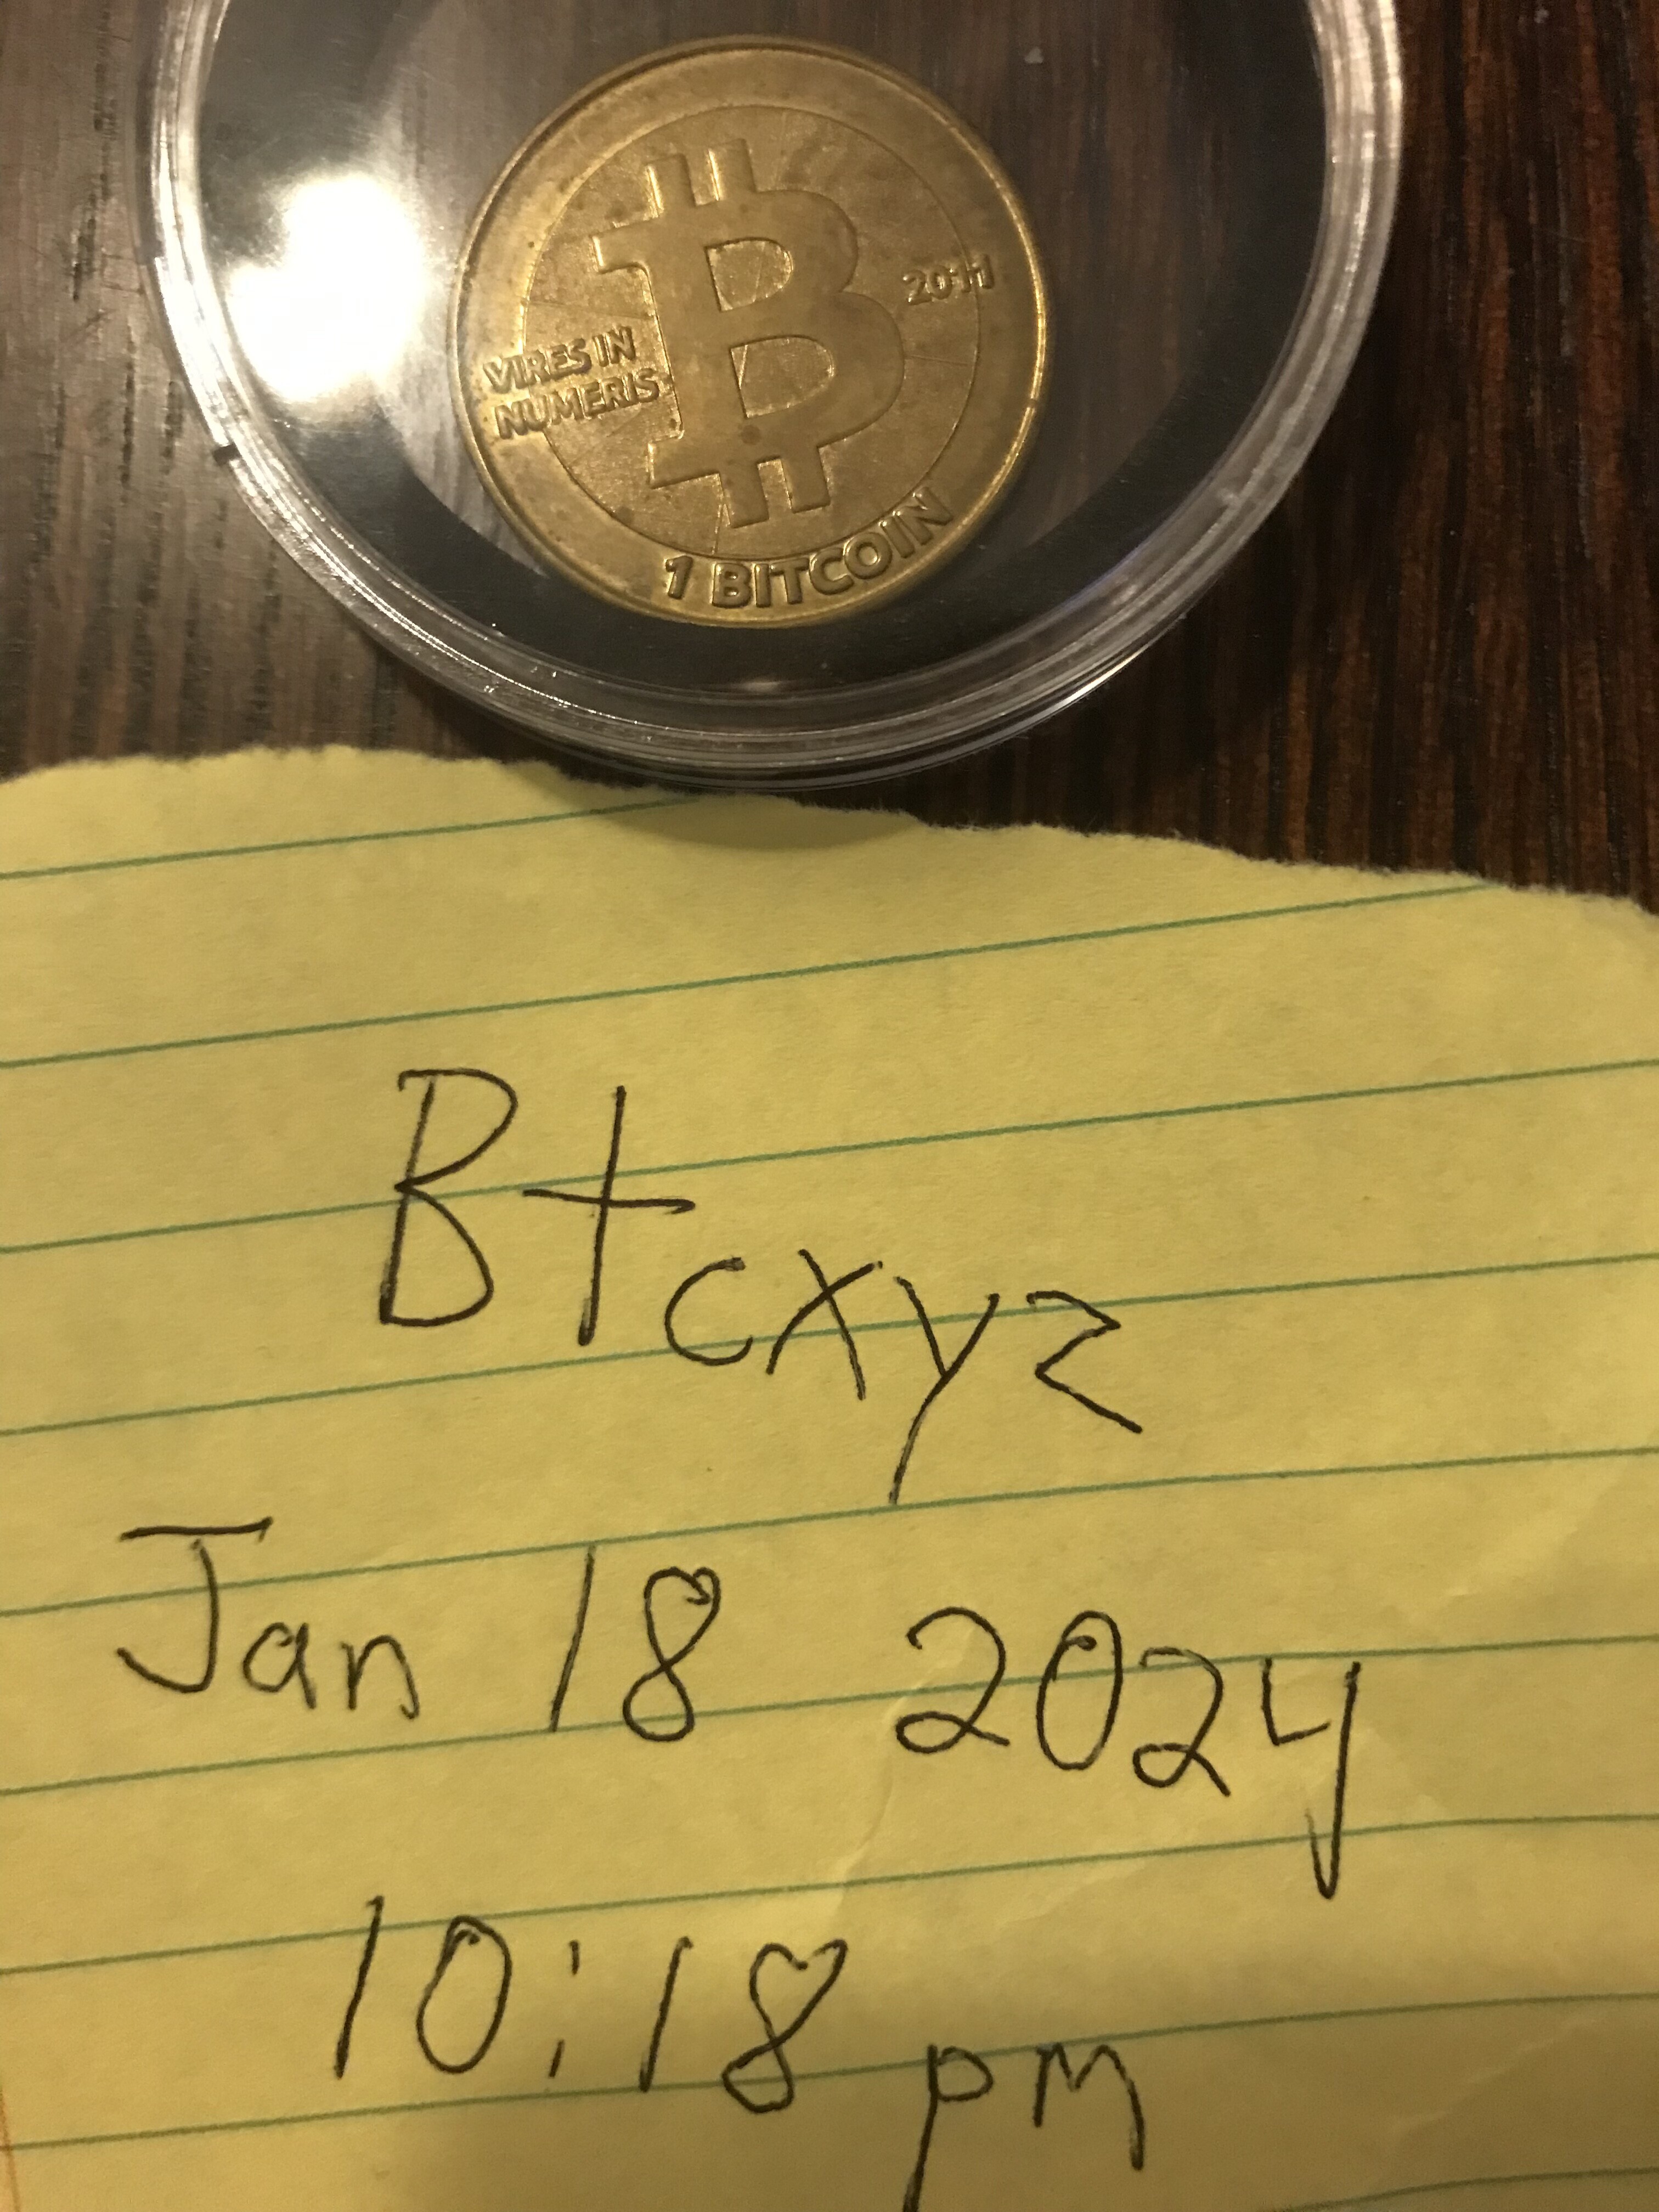 2011
VIRES IN
NUMERIS
1 BITCOIN
Btcxyz
Jan 18 2024
10:18 pm